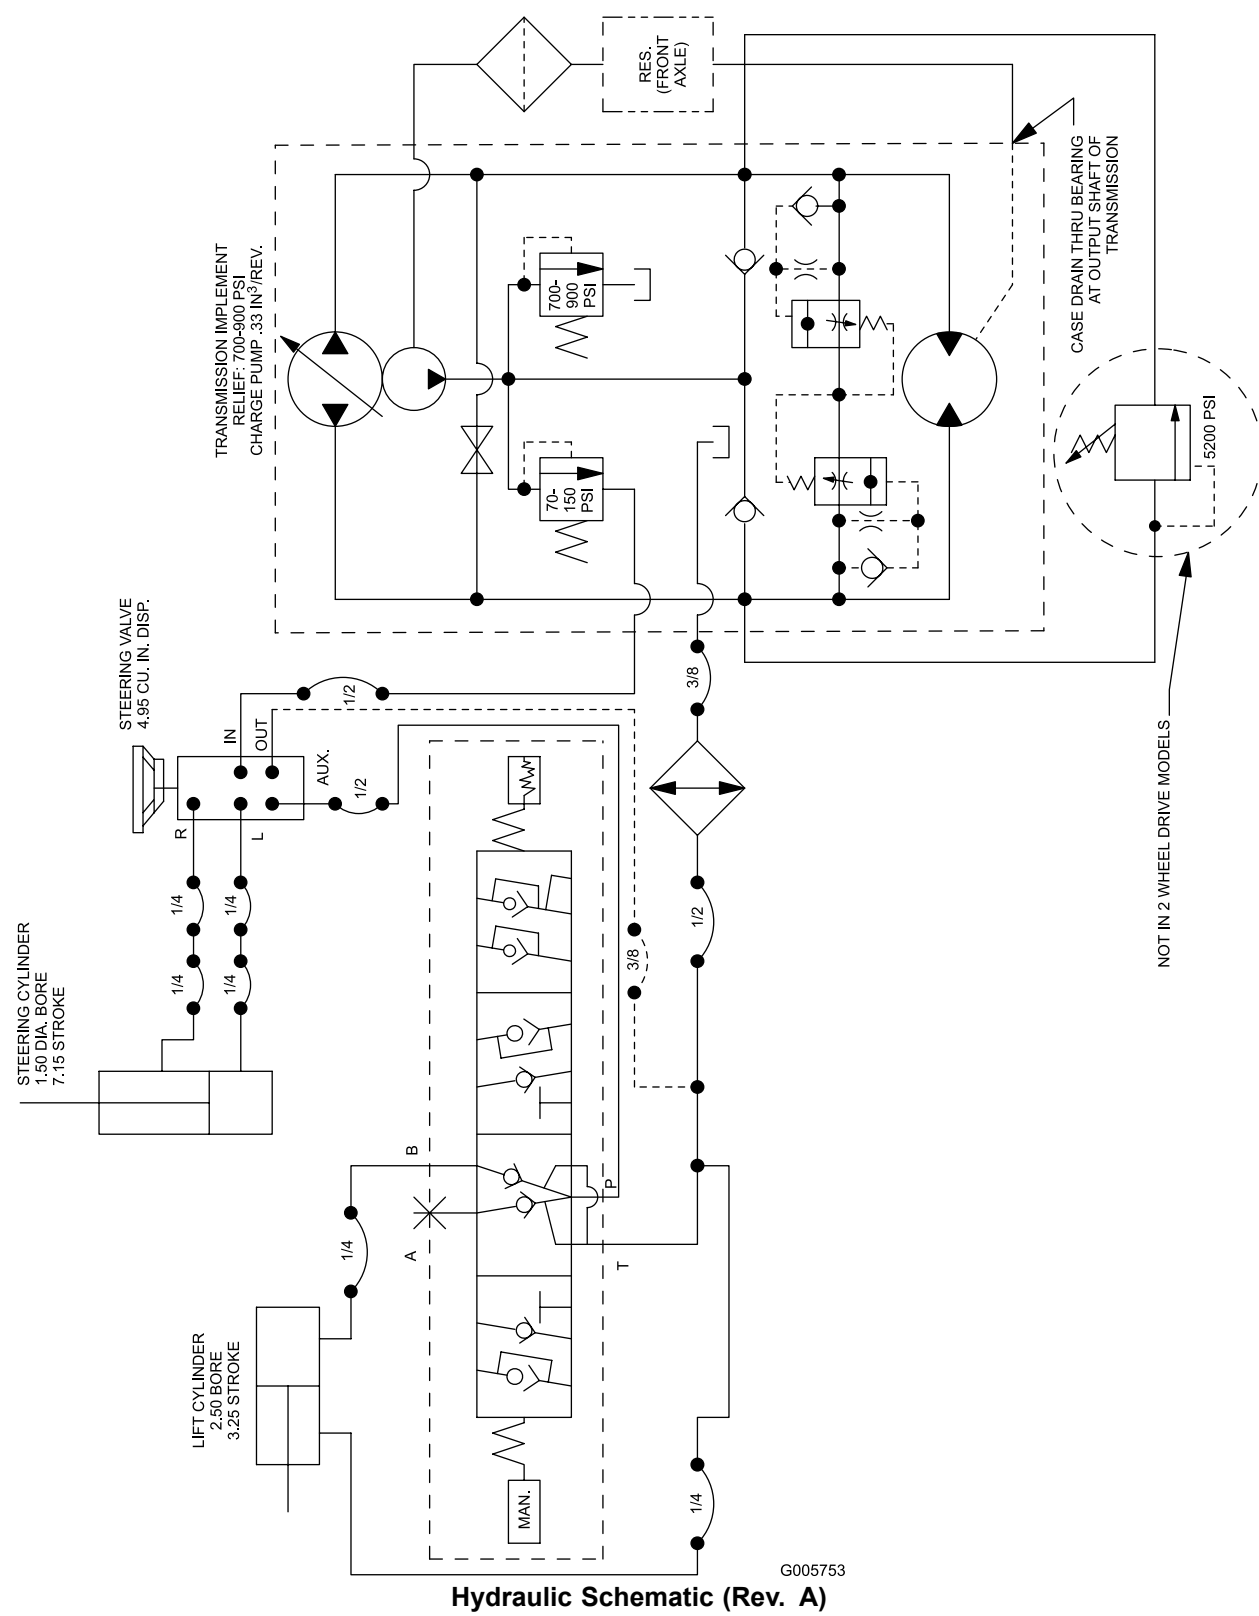 RES.
(FRONT
AXLE)
CASE DRAIN THRU BEARING
AT OUTPUT SHAFT OF
TRANSMISSION
TRANSMISSION IMPLEMENT
RELIEF: 700-900 PSI
CHARGE PUMP .33 IN³/REV.
700-
900
PSI
70-
150
PSI
5200 PSI
NOT IN 2 WHEEL DRIVE MODELS
STEERING VALVE
4.95 CU. IN. DISP.
IN
OUT
AUX.
R
L
1/2
1/2
3/8
1/4
1/4
1/4
1/4
STEERING CYLINDER
1.50 DIA. BORE
7.15 STROKE
1/2
3/8
B
A
P
T
1/4
LIFT CYLINDER
2.50 BORE
3.25 STROKE
MAN.
1/4
G005753
Hydraulic Schematic (Rev. A)